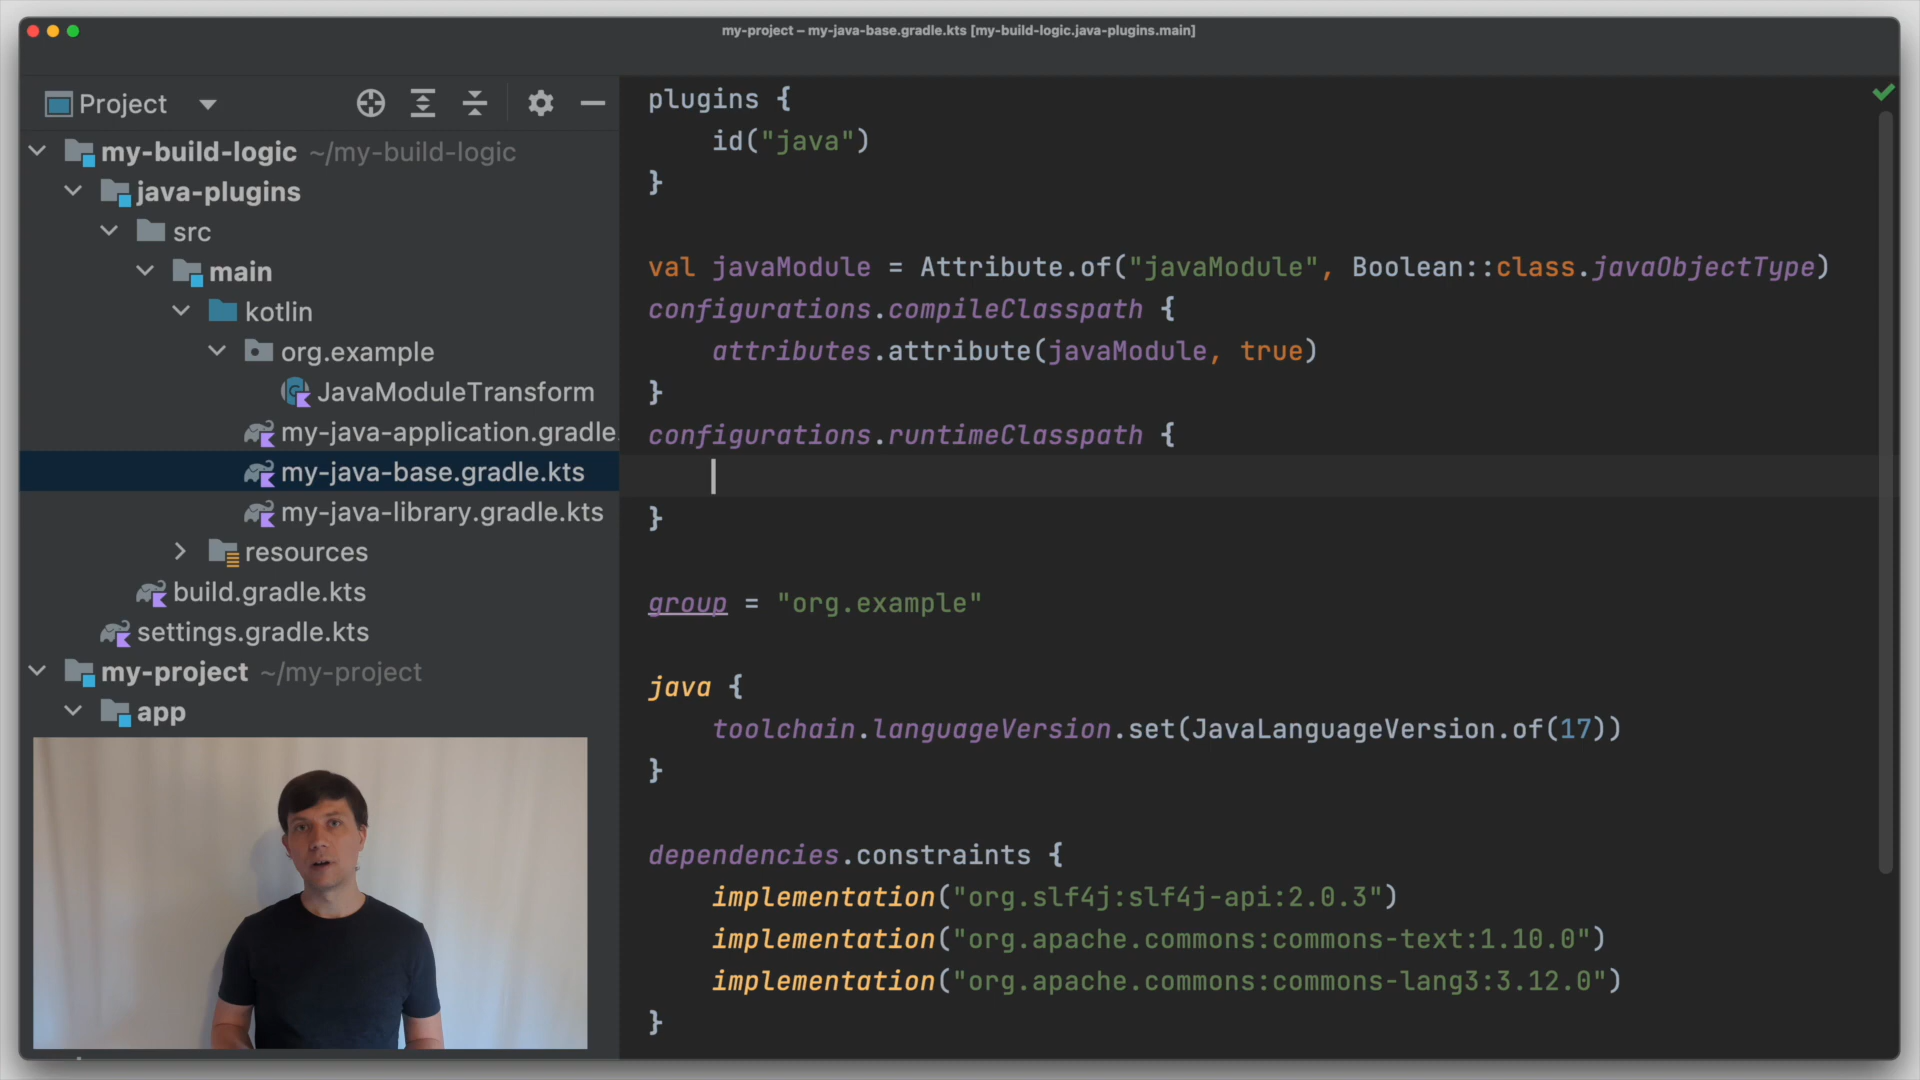 my-project – my-java-base.gradle.kts [my-build-logic.java-plugins.main]
Project
my-build-logic ~/my-build-logic
java-plugins
src
main
kotlin
org.example
JavaModuleTransform
my-java-application.gradle.
my-java-base.gradle.kts
my-java-library.gradle.kts
resources
build.gradle.kts
settings.gradle.kts
my-project ~/my-project
app
plugins {
    id("java")
}
val javaModule = Attribute.of("javaModule", Boolean::class.javaObjectType)
configurations.compileClasspath {
    attributes.attribute(javaModule, true)
}
configurations.runtimeClasspath {
}
group = "org.example"
java {
    toolchain.languageVersion.set(JavaLanguageVersion.of(17))
}
dependencies.constraints {
    implementation("org.slf4j:slf4j-api:2.0.3")
    implementation("org.apache.commons:commons-text:1.10.0")
    implementation("org.apache.commons:commons-lang3:3.12.0")
}